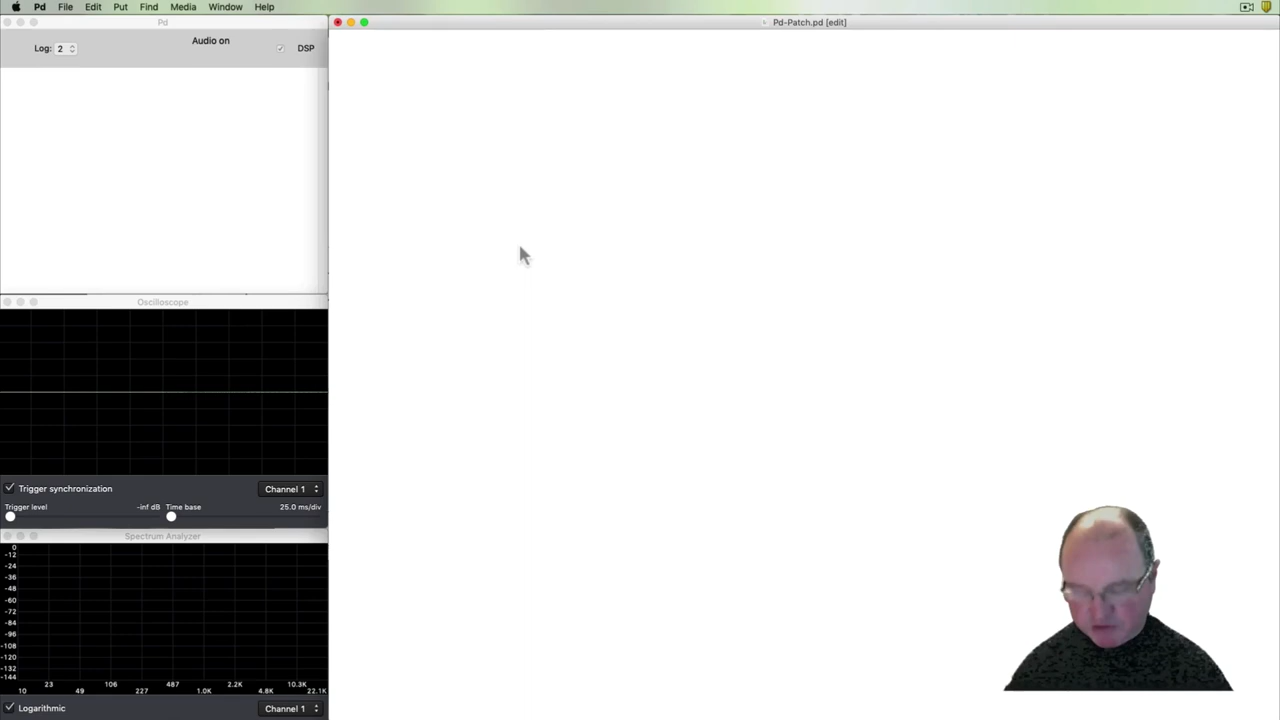 Pd File Edit Put Find Media Window Help
Pd
Pd-Patch.pd [edit]
Log: 2
Audio on
DSP
Oscilloscope
Trigger synchronization
Channel 1
Trigger level
-inf dB
Time base
25.0 ms/div
Spectrum Analyzer
0
-12
-24
-36
-48
-60
-72
-84
-96
-108
-120
-132
-144
23 106 487 2.2K 10.3K
10 49 227 1.0K 4.8K 22.1K
Logarithmic
Channel 1